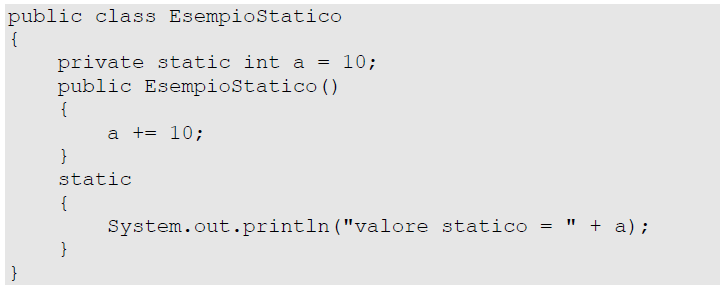 public class EsempioStatico
{
    private static int a = 10;
    public EsempioStatico()
    {
        a += 10;
    }
    static
    {
        System.out.println("valore statico = " + a);
    }
}